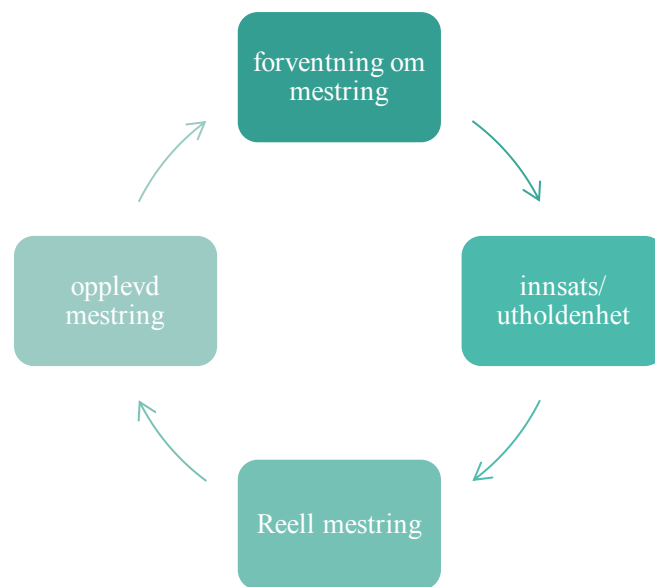 forventning om
mestring
innsats/
utholdenhet
Reell mestring
opplevd
mestring